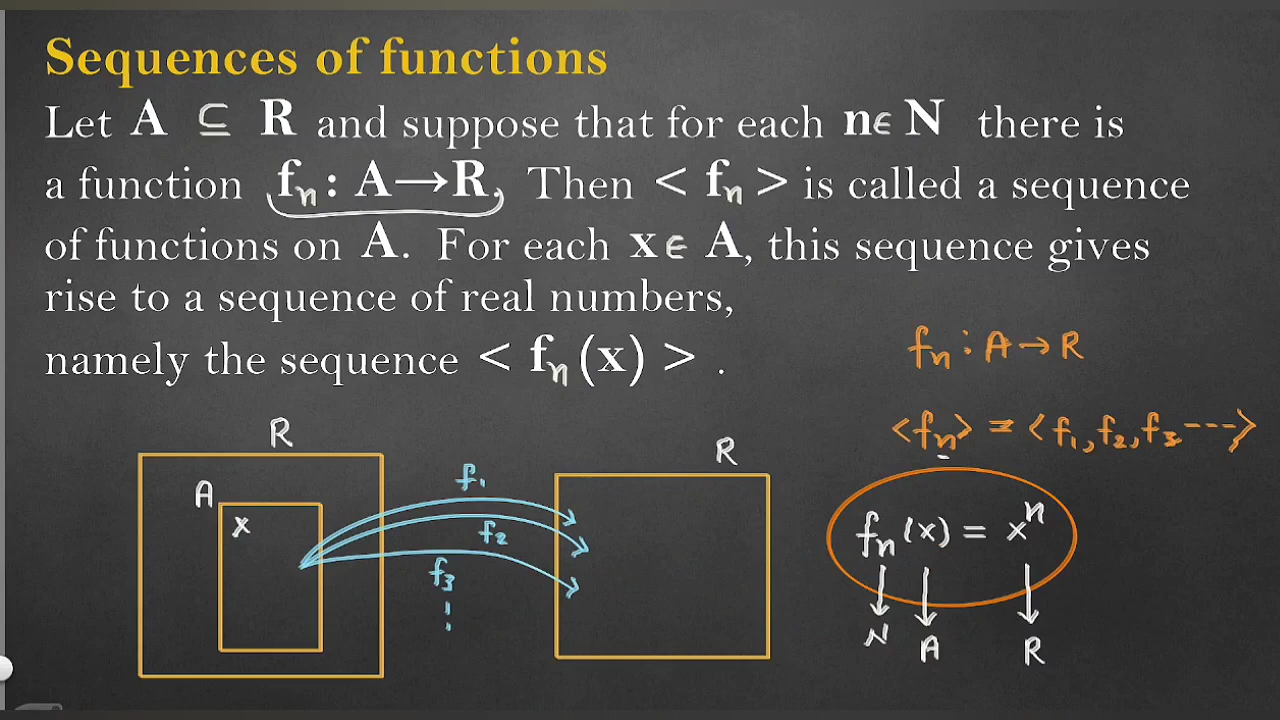 Sequences of functions
Let A ⊆ R and suppose that for each n∈ N there is
a function fₙ : A→R. Then < fₙ > is called a sequence
of functions on A. For each x∈ A, this sequence gives
rise to a sequence of real numbers,
namely the sequence < fₙ(x) > .
fₙ : A → R
<fₙ> = <f₁, f₂, f₃ --->
R
R
A
x
f₁
f₂
f₃
fₙ(x) = xⁿ
N
A
R